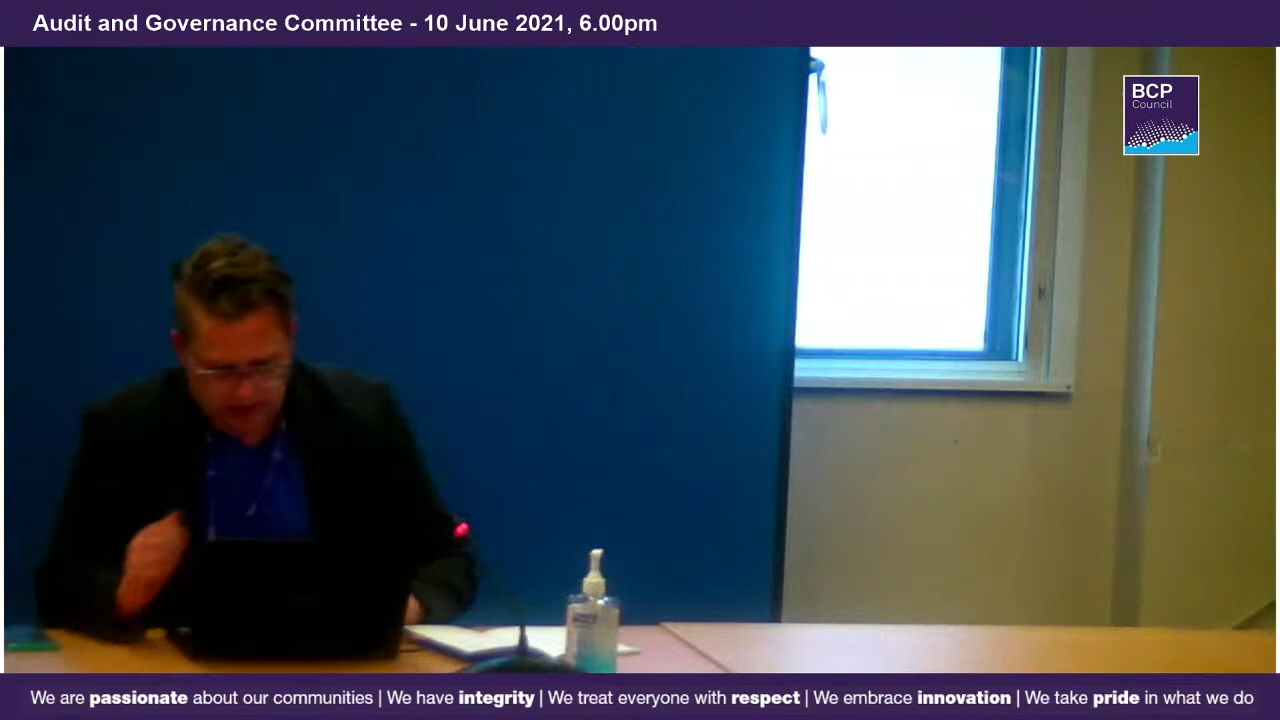 Audit and Governance Committee - 10 June 2021, 6.00pm
BCP
Council
We are passionate about our communities | We have integrity | We treat everyone with respect | We embrace innovation | We take pride in what we do